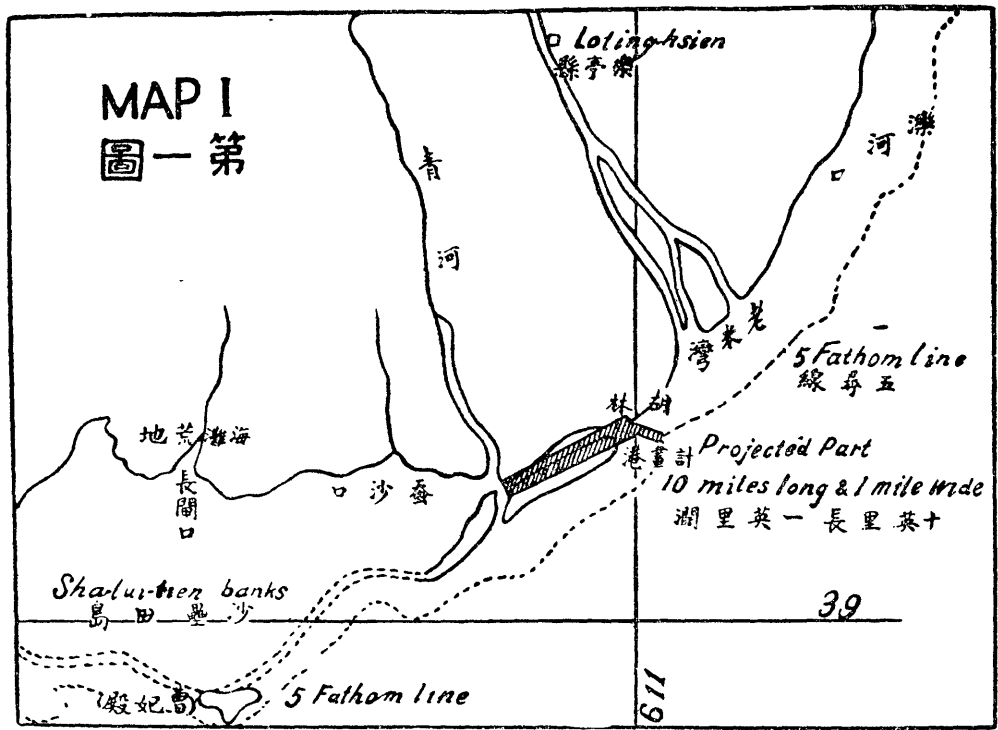 MAP I
第一圖
Loting-hsien
樂亭縣
灤河口
青河
老米灣
5 Fathom line
五尋線
胡林
計畫港
Projected Part
10 miles long & 1 mile wide
十英里長一英里濶
海灘荒地
長閘口
蚕沙口
Sha-lui-tien banks
沙壘田島
39
(曹妃殿)
5 Fathom line
119